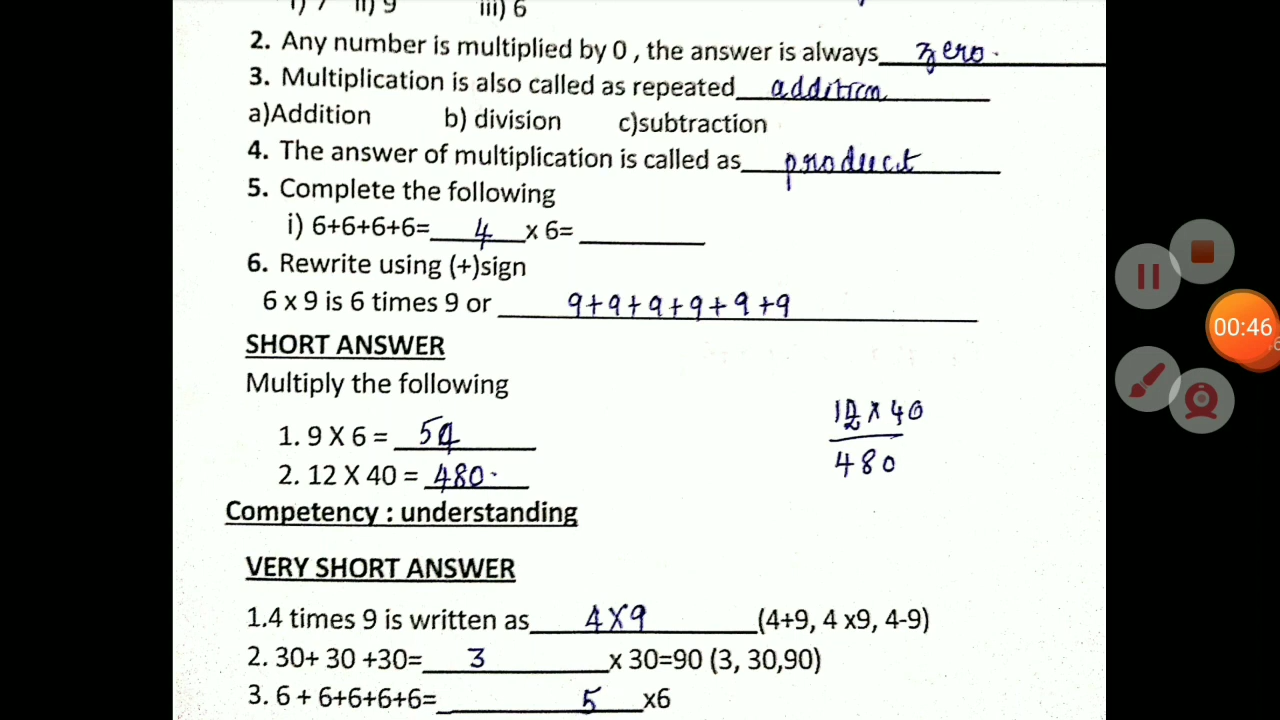 i) 7 ii) 9 iii) 6
2. Any number is multiplied by 0 , the answer is always zero.
3. Multiplication is also called as repeated addition
a)Addition b) division c)subtraction
4. The answer of multiplication is called as product
5. Complete the following
i) 6+6+6+6= 4 x 6=
6. Rewrite using (+)sign
6 x 9 is 6 times 9 or 9+9+9+9+9+9
SHORT ANSWER
Multiply the following
12 x 40
1. 9 X 6 = 54
480
2. 12 X 40 = 480.
Competency : understanding
VERY SHORT ANSWER
1.4 times 9 is written as 4X9 (4+9, 4 x9, 4-9)
2. 30+ 30 +30= 3 x 30=90 (3, 30,90)
3. 6 + 6+6+6+6= 5 x6
00:46